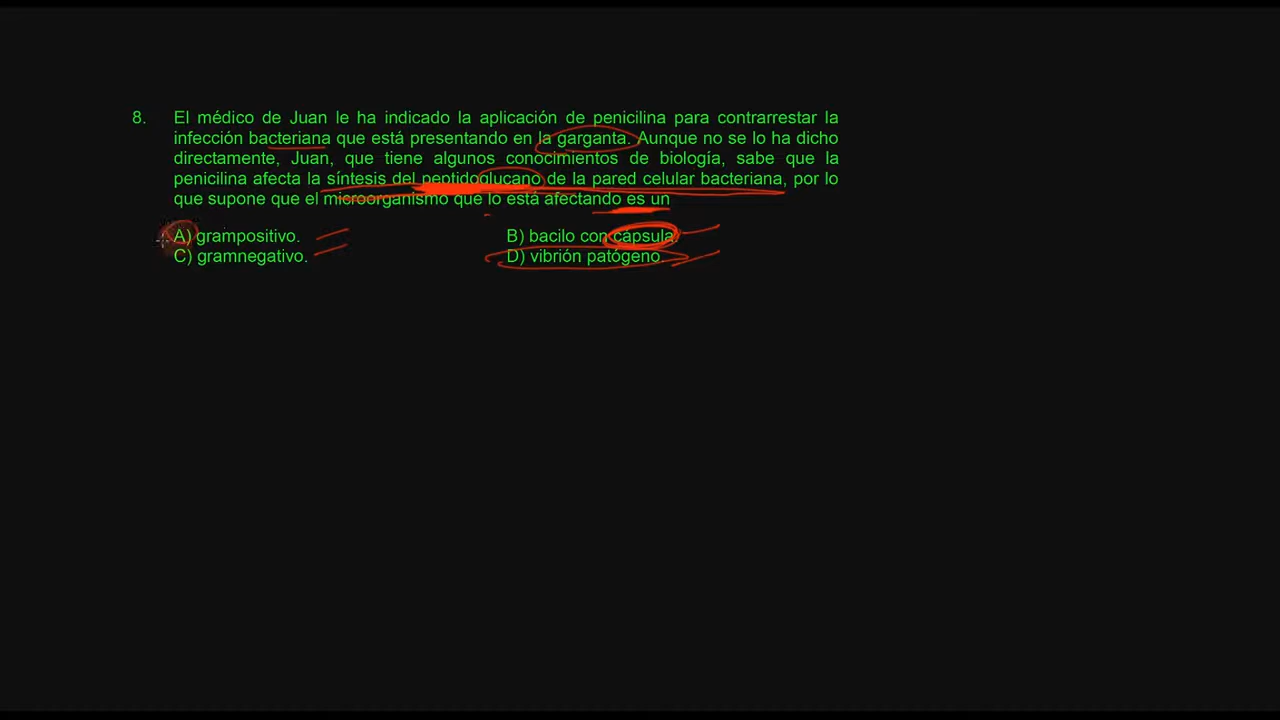 8. El médico de Juan le ha indicado la aplicación de penicilina para contrarrestar la
infección bacteriana que está presentando en la garganta. Aunque no se lo ha dicho
directamente, Juan, que tiene algunos conocimientos de biología, sabe que la
penicilina afecta la síntesis del peptidoglucano de la pared celular bacteriana, por lo
que supone que el microorganismo que lo está afectando es un
A) grampositivo. B) bacilo con cápsula.
C) gramnegativo. D) vibrión patógeno.